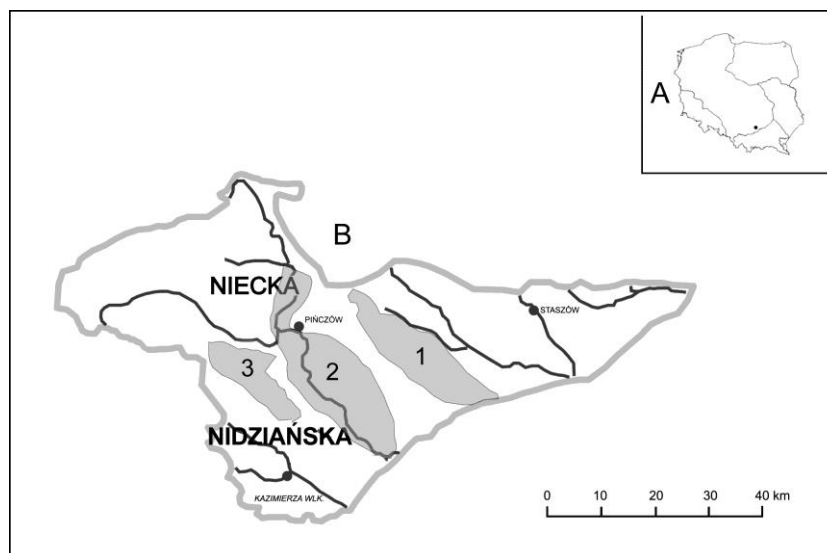 A
B
NIECKA
PIŃCZÓW
STASZÓW
1
3
2
NIDZIAŃSKA
KAZIMIERZA WLK.
0 10 20 30 40 km